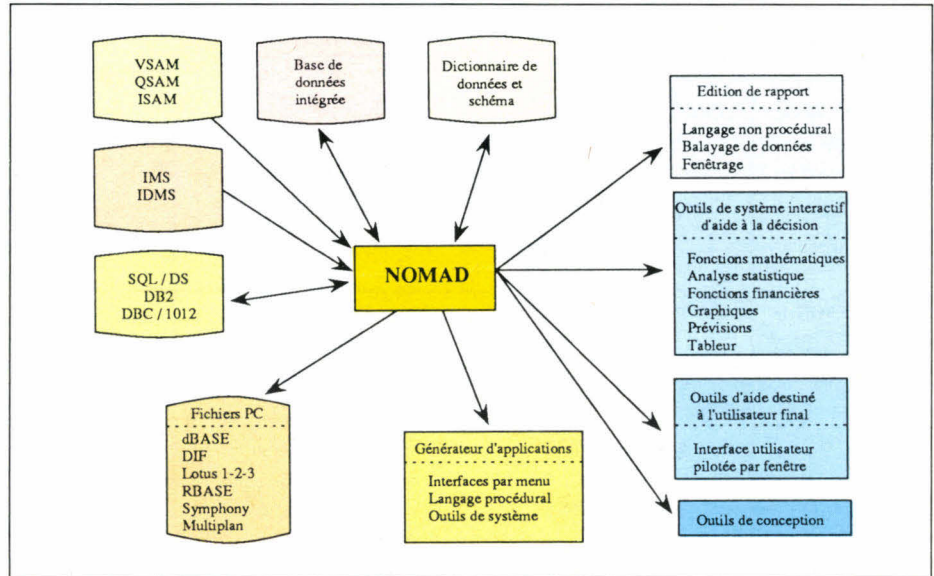 VSAM
QSAM
ISAM
Base de
données
intégrée
Dictionnaire de
données et
schéma
Edition de rapport
Langage non procédural
Balayage de données
Fenêtrage
IMS
IDMS
Outils de système interactif
d'aide à la décision
Fonctions mathématiques
Analyse statistique
Fonctions financières
Graphiques
Prévisions
Tableur
NOMAD
SQL / DS
DB2
DBC / 1012
Fichiers PC
dBASE
DIF
Lotus 1-2-3
RBASE
Symphony
Multiplan
Générateur d'applications
Interfaces par menu
Langage procédural
Outils de système
Outils d'aide destiné
à l'utilisateur final
Interface utilisateur
pilotée par fenêtre
Outils de conception